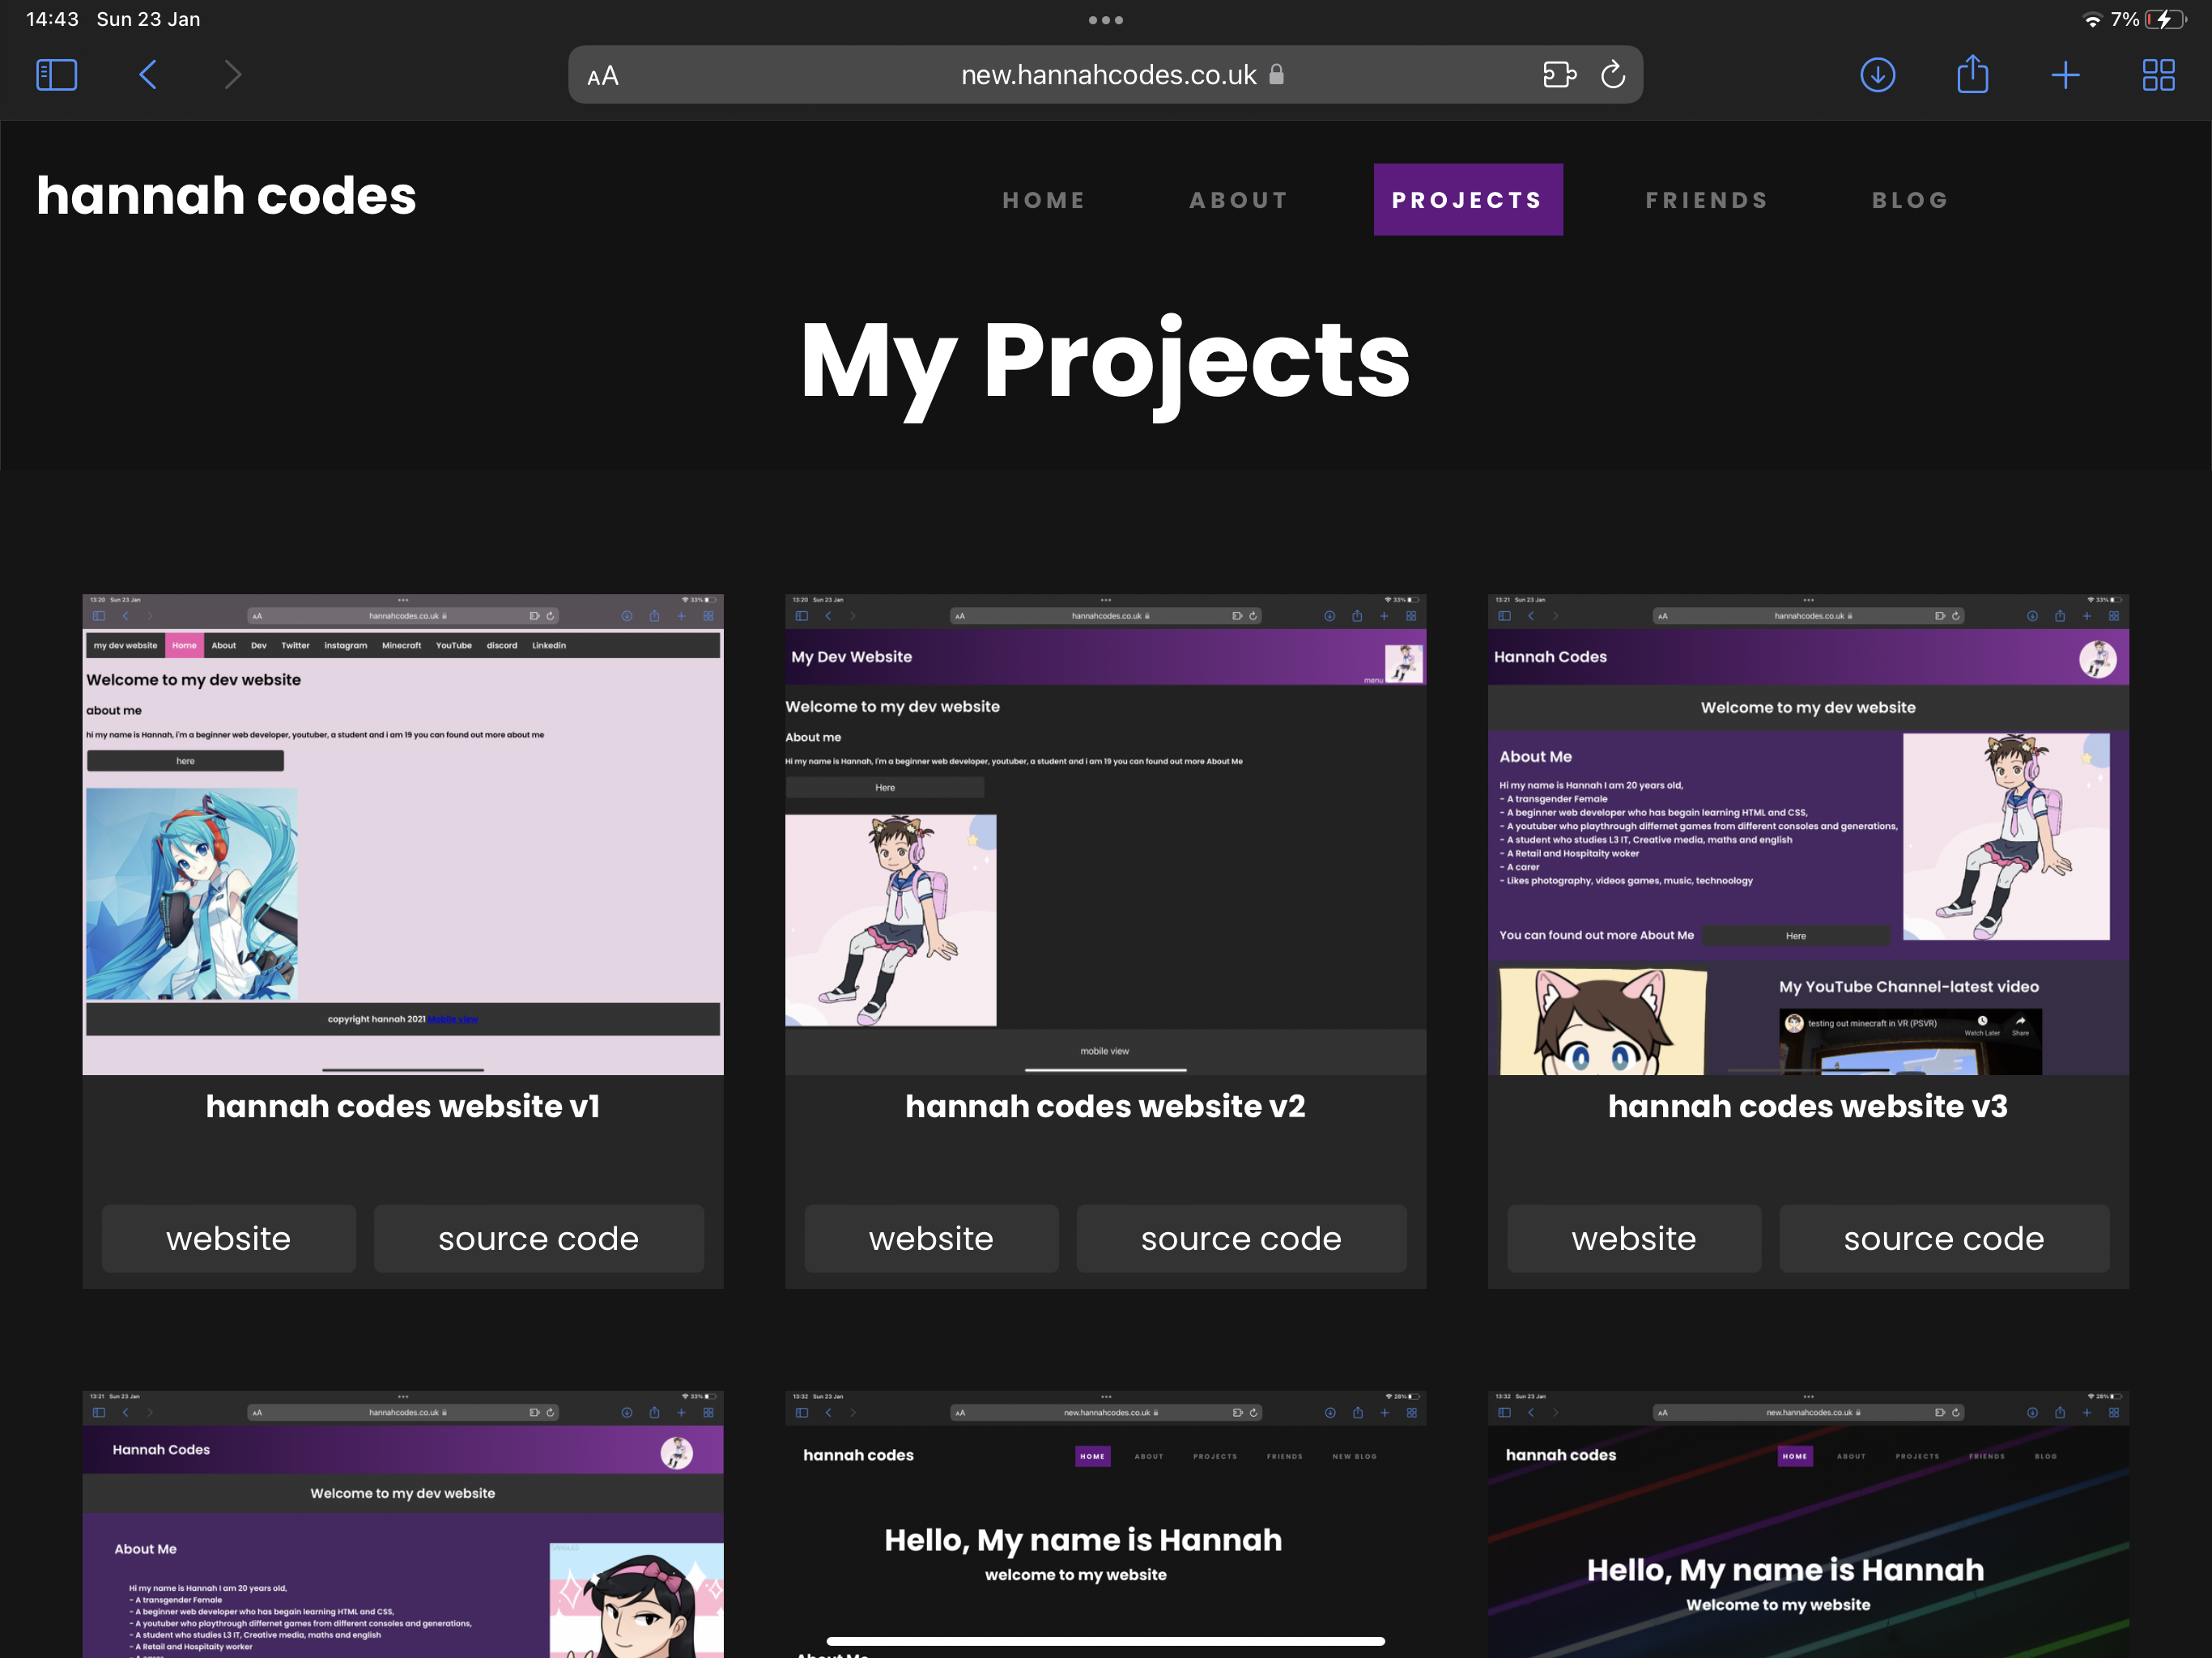 14:43 Sun 23 Jan
7%
AA new.hannahcodes.co.uk
hannah codes
HOME ABOUT PROJECTS FRIENDS BLOG
My Projects
13:20 Sun 23 Jan
33%
AA hannahcodes.co.uk
my dev website Home About Dev Twitter instagram Minecraft YouTube discord Linkedin
Welcome to my dev website
about me
hi my name is Hannah, i'm a beginner web developer, youtuber, a student and i am 19 you can found out more about me
here
copyright hannah 2021 Mobile view
hannah codes website v1
website source code
13:20 Sun 23 Jan
33%
AA hannahcodes.co.uk
My Dev Website
menu
Welcome to my dev website
About me
Hi my name is Hannah, I'm a beginner web developer, youtuber, a student and i am 19 you can found out more About Me
Here
mobile view
hannah codes website v2
website source code
13:21 Sun 23 Jan
33%
AA hannahcodes.co.uk
Hannah Codes
Welcome to my dev website
About Me
Hi my name is Hannah I am 20 years old,
- A transgender Female
- A beginner web developer who has begain learning HTML and CSS,
- A youtuber who playthrough differnet games from different consoles and generations,
- A student who studies L3 IT, Creative media, maths and english
- A Retail and Hospitaity woker
- A carer
- Likes photography, videos games, music, technoology
You can found out more About Me Here
My YouTube Channel-latest video
testing out minecraft in VR (PSVR)
Watch Later Share
hannah codes website v3
website source code
13:21 Sun 23 Jan
33%
AA hannahcodes.co.uk
Hannah Codes
Welcome to my dev website
About Me
Hi my name is Hannah I am 20 years old,
- A transgender Female
- A beginner web developer who has begain learning HTML and CSS,
- A youtuber who playthrough differnet games from different consoles and generations,
- A student who studies L3 IT, Creative media, maths and english
- A Retail and Hospitaity worker
13:32 Sun 23 Jan
28%
AA new.hannahcodes.co.uk
hannah codes
HOME ABOUT PROJECTS FRIENDS NEW BLOG
Hello, My name is Hannah
welcome to my website
About Me
13:32 Sun 23 Jan
28%
AA new.hannahcodes.co.uk
hannah codes
HOME ABOUT PROJECTS FRIENDS BLOG
Hello, My name is Hannah
Welcome to my website